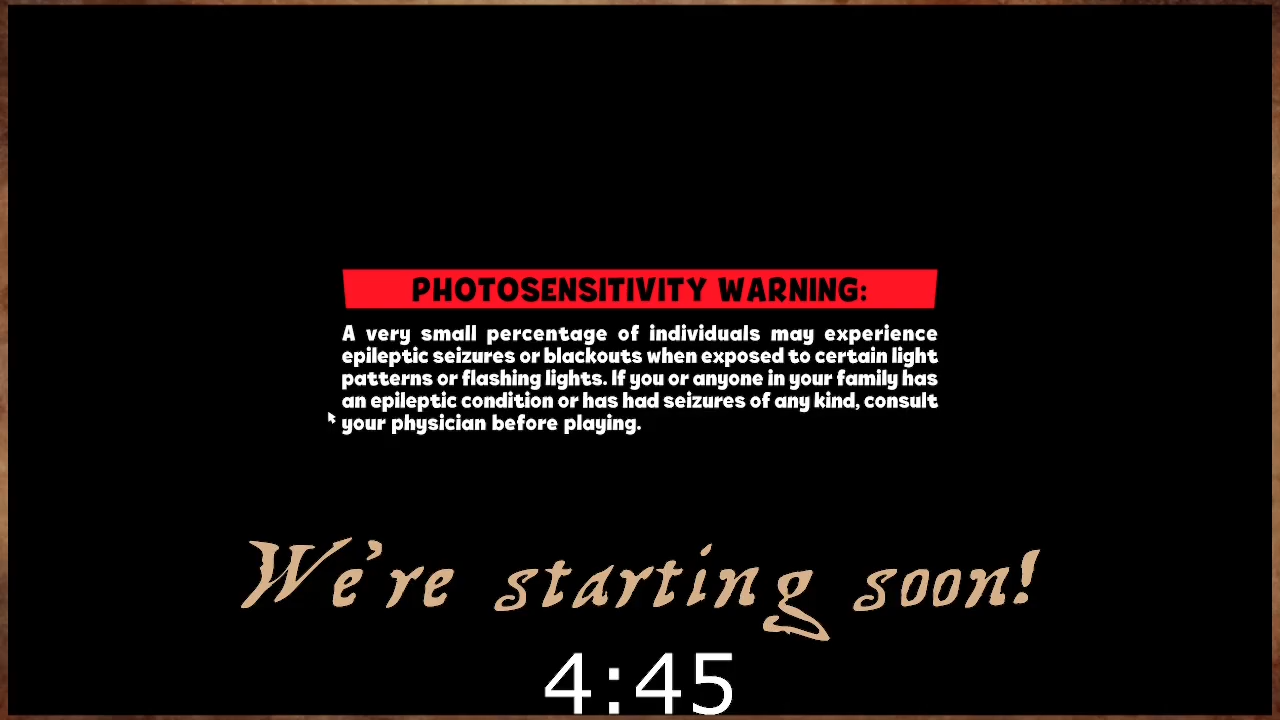 PHOTOSENSITIVITY WARNING:
A very small percentage of individuals may experience
epileptic seizures or blackouts when exposed to certain light
patterns or flashing lights. If you or anyone in your family has
an epileptic condition or has had seizures of any kind, consult
your physician before playing.
We're starting soon!
4:45